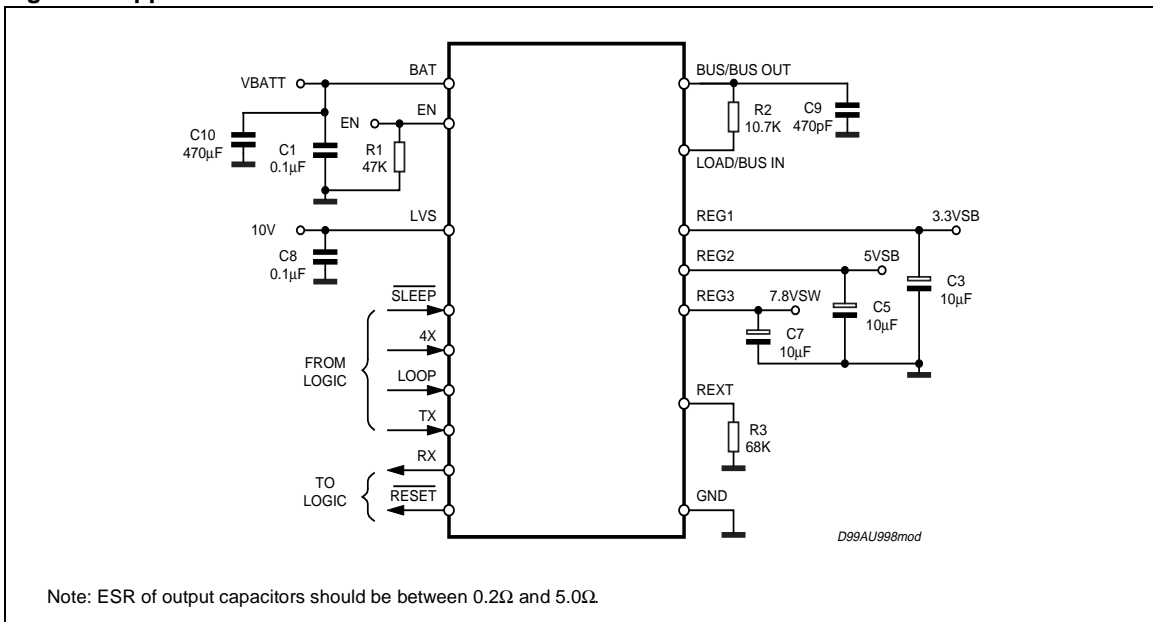 BAT
VBATT
EN
EN
C10
470µF
C1
0.1µF
R1
47K
LVS
10V
C8
0.1µF
SLEEP
4X
FROM
LOGIC
LOOP
TX
RX
TO
LOGIC
RESET
BUS/BUS OUT
R2
10.7K
C9
470pF
LOAD/BUS IN
REG1
3.3VSB
REG2
5VSB
C3
10µF
REG3
7.8VSW
C5
10µF
C7
10µF
REXT
R3
68K
GND
D99AU998mod
Note: ESR of output capacitors should be between 0.2Ω and 5.0Ω.